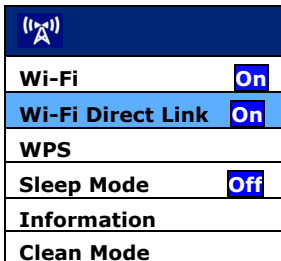 Wi-Fi On
Wi-Fi Direct Link On
WPS
Sleep Mode Off
Information
Clean Mode